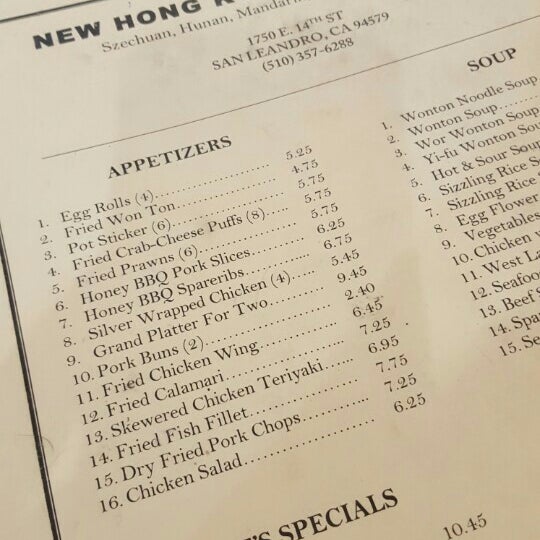 NEW HONG K
Szechuan, Hunan, Mandarin
1750 E. 14TH ST
SAN LEANDRO, CA 94579
(510) 357-6288
APPETIZERS
1. Egg Rolls (4) 5.25
2. Fried Won Ton 4.75
3. Pot Sticker (6) 5.75
4. Fried Crab-Cheese Puffs (8) 5.75
5. Fried Prawns (6) 5.75
6. Honey BBQ Pork Slices 6.25
7. Honey BBQ Spareribs 6.75
8. Silver Wrapped Chicken (4) 5.45
9. Grand Platter For Two 9.45
10. Pork Buns (2) 2.40
11. Fried Chicken Wing 6.45
12. Fried Calamari 7.25
13. Skewered Chicken Teriyaki 6.95
14. Fried Fish Fillet 7.75
15. Dry Fried Pork Chops 7.25
16. Chicken Salad 6.25
SOUP
1. Wonton Noodle Soup
2. Wonton Soup
3. Wor Wonton Soup
4. Yi-fu Wonton Sou
5. Hot & Sour Soup
6. Sizzling Rice S
7. Sizzling Rice
8. Egg Flower
9. Vegetables
10. Chicken
11. West La
12. Seafoo
13. Beef
14. Spa
15. Se
'S SPECIALS
10.45